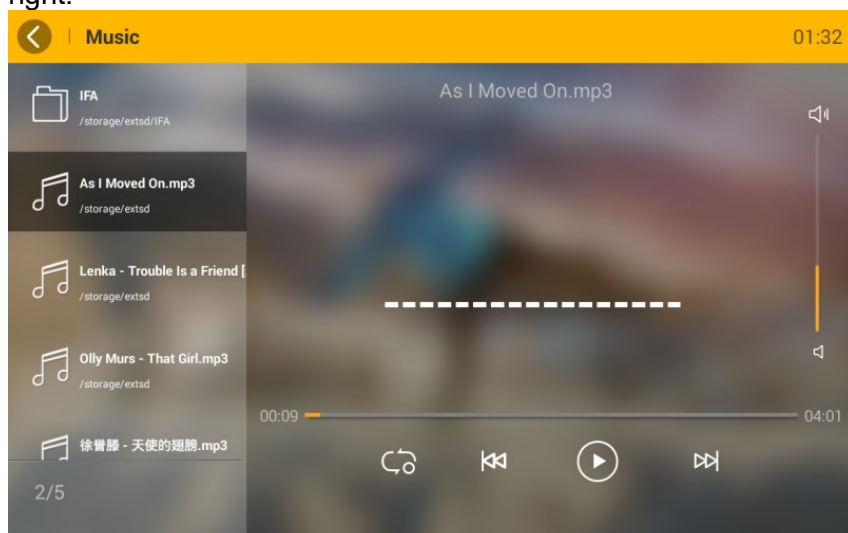 right.
Music
01:32
IFA
/storage/extsd/IFA
As I Moved On.mp3
/storage/extsd
Lenka - Trouble Is a Friend [
/storage/extsd
Olly Murs - That Girl.mp3
/storage/extsd
徐誉滕 - 天使的翅膀.mp3
2/5
As I Moved On.mp3
00:09
04:01